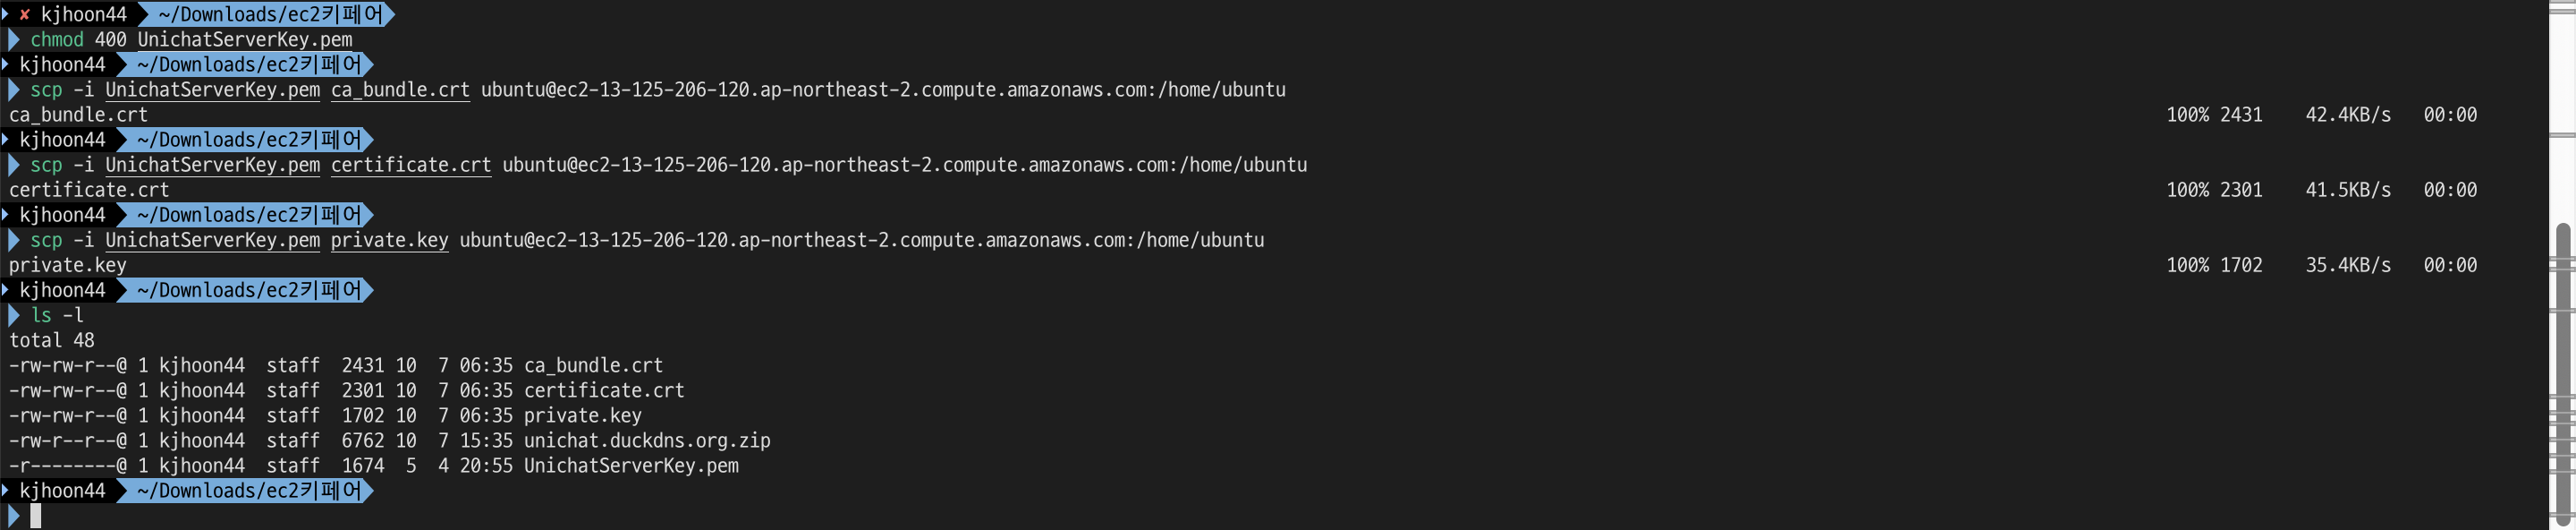 ✘ kjhoon44 ~/Downloads/ec2키페어
chmod 400 UnichatServerKey.pem
kjhoon44 ~/Downloads/ec2키페어
scp -i UnichatServerKey.pem ca_bundle.crt ubuntu@ec2-13-125-206-120.ap-northeast-2.compute.amazonaws.com:/home/ubuntu
ca_bundle.crt 100% 2431 42.4KB/s 00:00
kjhoon44 ~/Downloads/ec2키페어
scp -i UnichatServerKey.pem certificate.crt ubuntu@ec2-13-125-206-120.ap-northeast-2.compute.amazonaws.com:/home/ubuntu
certificate.crt 100% 2301 41.5KB/s 00:00
kjhoon44 ~/Downloads/ec2키페어
scp -i UnichatServerKey.pem private.key ubuntu@ec2-13-125-206-120.ap-northeast-2.compute.amazonaws.com:/home/ubuntu
private.key 100% 1702 35.4KB/s 00:00
kjhoon44 ~/Downloads/ec2키페어
ls -l
total 48
-rw-rw-r--@ 1 kjhoon44 staff 2431 10 7 06:35 ca_bundle.crt
-rw-rw-r--@ 1 kjhoon44 staff 2301 10 7 06:35 certificate.crt
-rw-rw-r--@ 1 kjhoon44 staff 1702 10 7 06:35 private.key
-rw-r--r--@ 1 kjhoon44 staff 6762 10 7 15:35 unichat.duckdns.org.zip
-r--------@ 1 kjhoon44 staff 1674 5 4 20:55 UnichatServerKey.pem
kjhoon44 ~/Downloads/ec2키페어